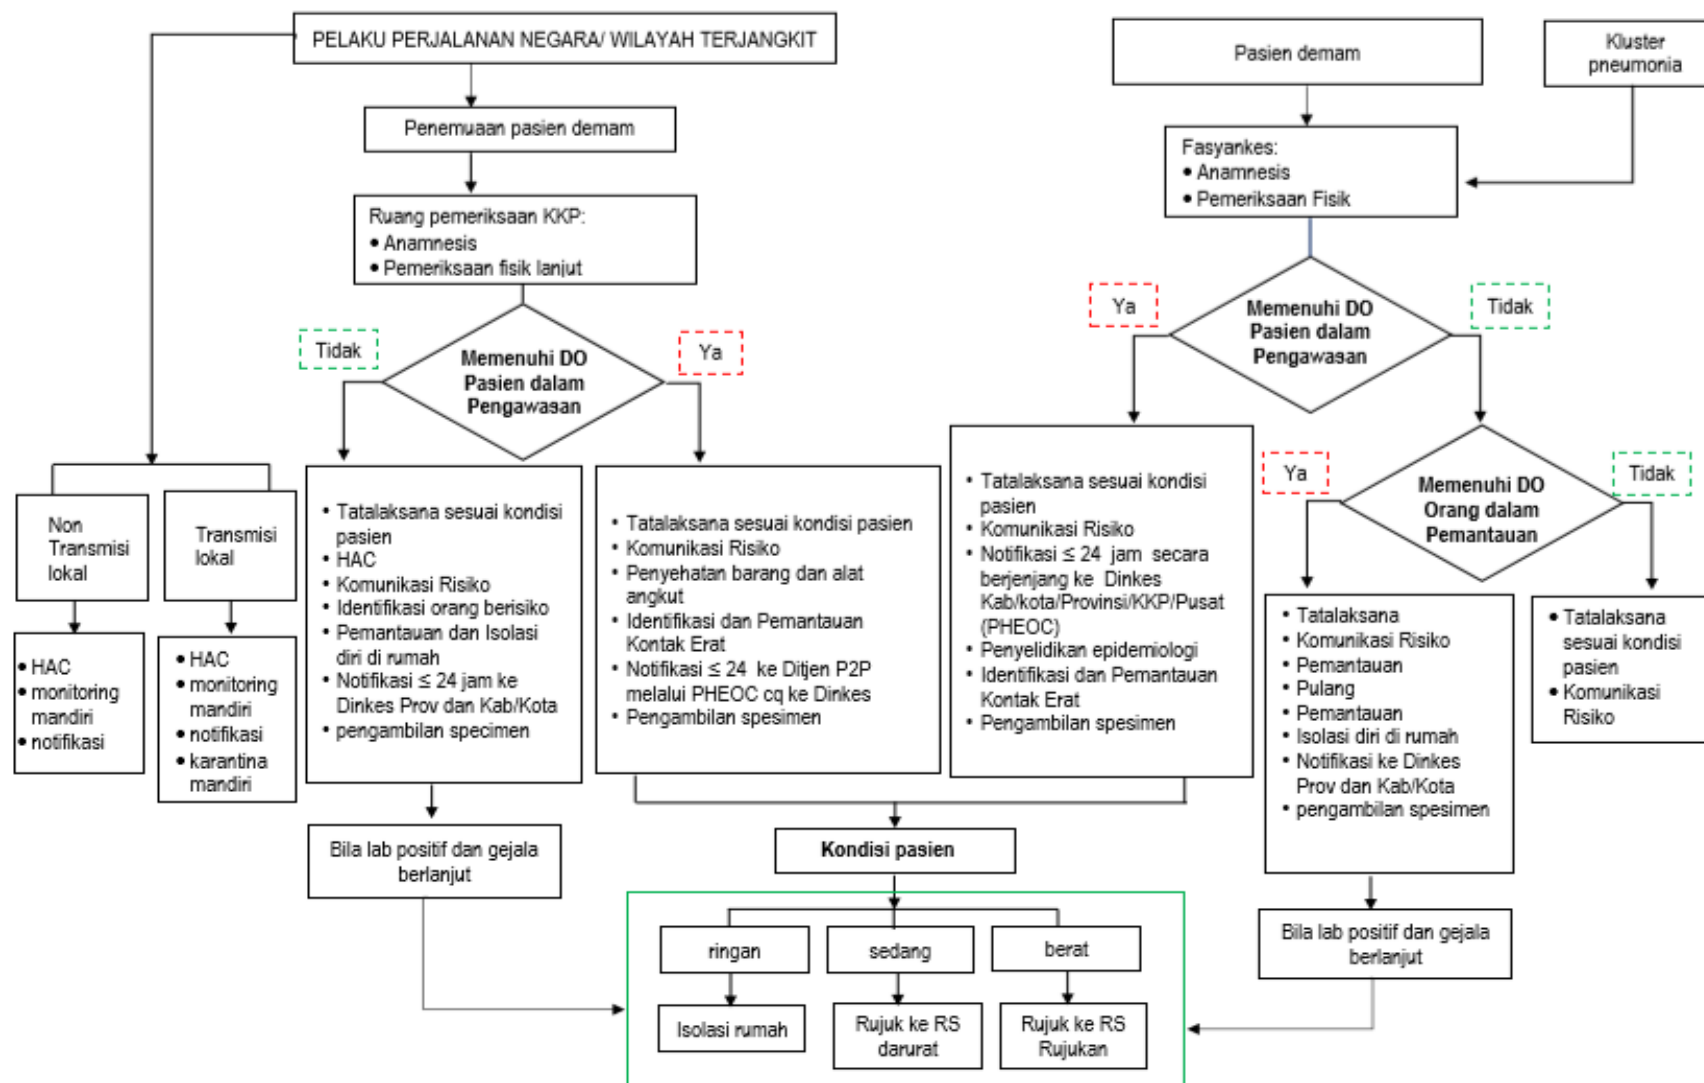 PELAKU PERJALANAN NEGARA/ WILAYAH TERJANGKIT
Pasien demam
Kluster
pneumonia
Penemuaan pasien demam
Fasyankes:
• Anamnesis
• Pemeriksaan Fisik
Ruang pemeriksaan KKP:
• Anamnesis
• Pemeriksaan fisik lanjut
Ya
Memenuhi DO
Pasien dalam
Pengawasan
Tidak
Tidak
Memenuhi DO
Pasien dalam
Pengawasan
Ya
Ya
Memenuhi DO
Orang dalam
Pemantauan
Tidak
Non
Transmisi
lokal
Transmisi
lokal
• Tatalaksana sesuai kondisi
pasien
• HAC
• Komunikasi Risiko
• Identifikasi orang berisiko
• Pemantauan dan Isolasi
diri di rumah
• Notifikasi ≤ 24 jam ke
Dinkes Prov dan Kab/Kota
• pengambilan specimen
• Tatalaksana sesuai kondisi pasien
• Komunikasi Risiko
• Penyehatan barang dan alat
angkut
• Identifikasi dan Pemantauan
Kontak Erat
• Notifikasi ≤ 24 ke Ditjen P2P
melalui PHEOC cq ke Dinkes
• Pengambilan spesimen
• Tatalaksana sesuai kondisi
pasien
• Komunikasi Risiko
• Notifikasi ≤ 24 jam secara
berjenjang ke Dinkes
Kab/kota/Provinsi/KKP/Pusat
(PHEOC)
• Penyelidikan epidemiologi
• Identifikasi dan Pemantauan
Kontak Erat
• Pengambilan spesimen
• Tatalaksana
• Komunikasi Risiko
• Pemantauan
• Pulang
• Pemantauan
• Isolasi diri di rumah
• Notifikasi ke Dinkes
Prov dan Kab/Kota
• pengambilan spesimen
• Tatalaksana
sesuai kondisi
pasien
• Komunikasi
Risiko
• HAC
• monitoring
mandiri
• notifikasi
• HAC
• monitoring
mandiri
• notifikasi
• karantina
mandiri
Bila lab positif dan gejala
berlanjut
Kondisi pasien
Bila lab positif dan gejala
berlanjut
ringan
sedang
berat
Isolasi rumah
Rujuk ke RS
darurat
Rujuk ke RS
Rujukan